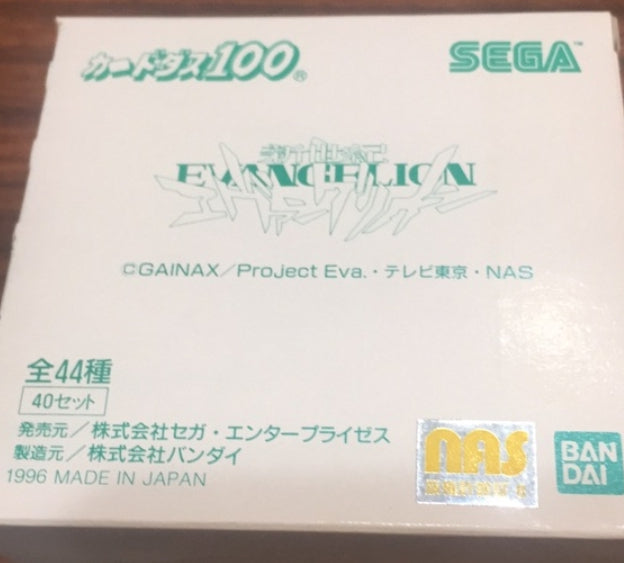 カードダス100®
SEGA™
新世紀
EVANGELION
エヴァンゲリオン
©GAINAX／Project Eva.・テレビ東京・NAS
全44種
40セット
発売元／株式会社セガ・エンタープライゼス
製造元／株式会社バンダイ
1996 MADE IN JAPAN
nas
BAN
DAI